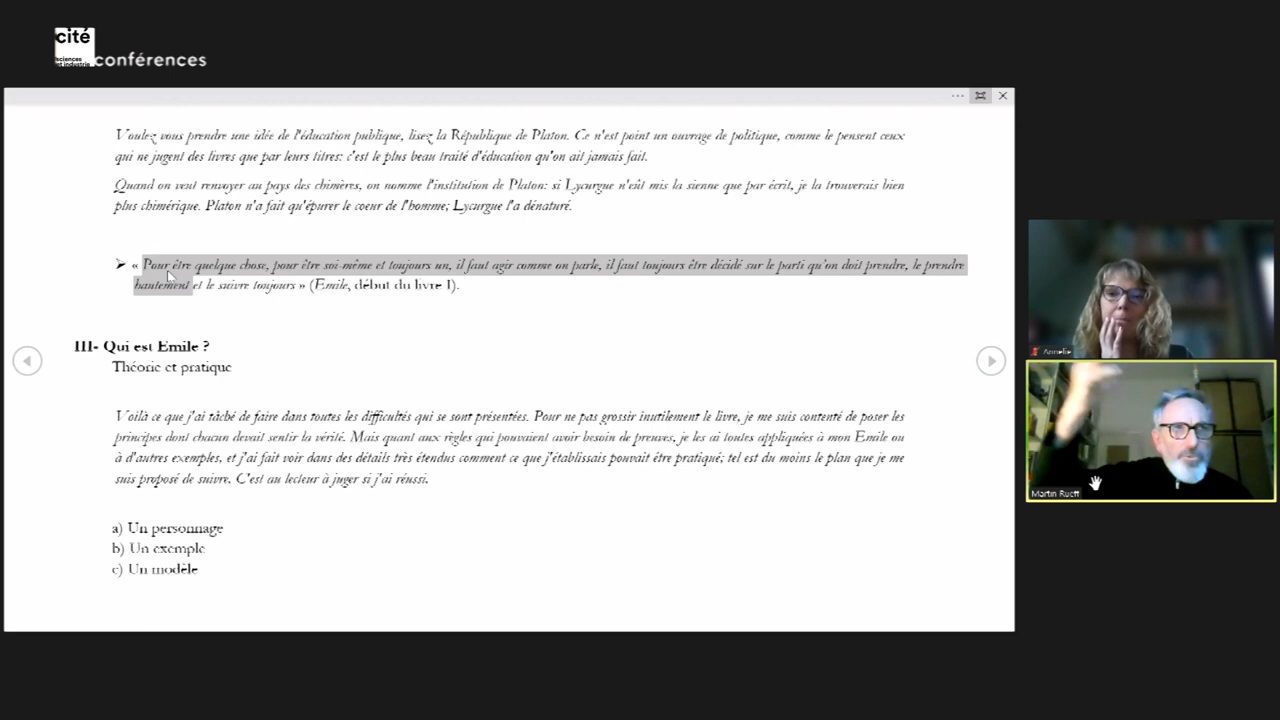 cité
sciences
et industrie
conférences
Voulez vous prendre une idée de l'éducation publique, lisez la République de Platon. Ce n'est point un ouvrage de politique, comme le pensent ceux
qui ne jugent des livres que par leurs titres: c'est le plus beau traité d'éducation qu'on ait jamais fait.
Quand on veut renvoyer au pays des chimères, on nomme l'institution de Platon: si Lycurgue n'eût mis la sienne que par écrit, je la trouverais bien
plus chimérique. Platon n'a fait qu'épurer le coeur de l'homme; Lycurgue l'a dénaturé.
➤ « Pour être quelque chose, pour être soi-même et toujours un, il faut agir comme on parle, il faut toujours être décidé sur le parti qu'on doit prendre, le prendre
hautement et le suivre toujours » (Emile, début du livre I).
III- Qui est Emile ?
Théorie et pratique
Voilà ce que j'ai tâché de faire dans toutes les difficultés qui se sont présentées. Pour ne pas grossir inutilement le livre, je me suis contenté de poser les
principes dont chacun devait sentir la vérité. Mais quant aux règles qui pouvaient avoir besoin de preuves, je les ai toutes appliquées à mon Emile ou
à d'autres exemples, et j'ai fait voir dans des détails très étendus comment ce que j'établissais pouvait être pratiqué; tel est du moins le plan que je me
suis proposé de suivre. C'est au lecteur à juger si j'ai réussi.
a) Un personnage
b) Un exemple
c) Un modèle
Annelie
Martin Rueff